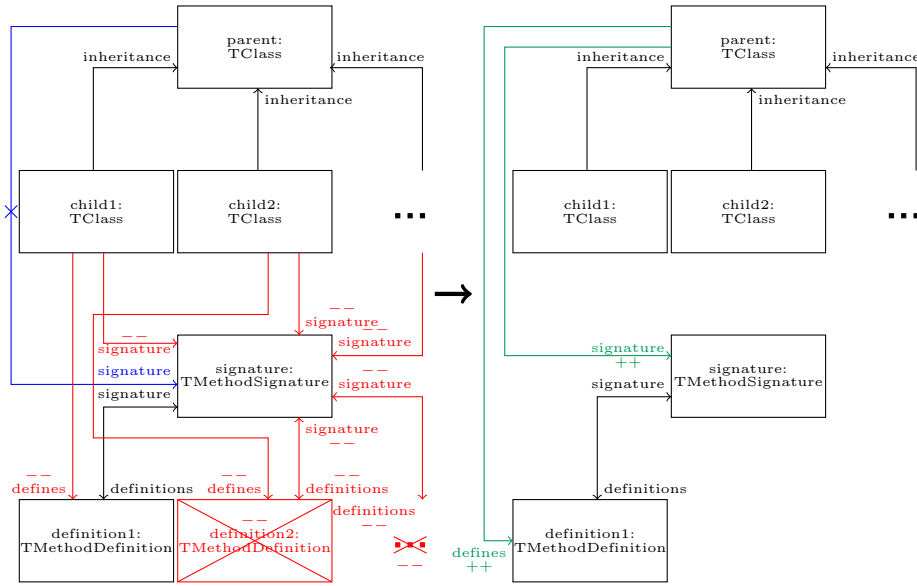 parent:
TClass
inheritance
inheritance
inheritance
child1:
TClass
child2:
TClass
...
−−
signature
−−
signature
−−
signature
signature
signature:
TMethodSignature
−−
signature
signature
signature
−−
−−
defines
definitions
−−
defines
−−
definitions
definitions
−−
definition1:
TMethodDefinition
−−
definition2:
TMethodDefinition
...
−−
parent:
TClass
inheritance
inheritance
inheritance
child1:
TClass
child2:
TClass
...
signature
++
signature:
TMethodSignature
signature
definitions
definition1:
TMethodDefinition
defines
++